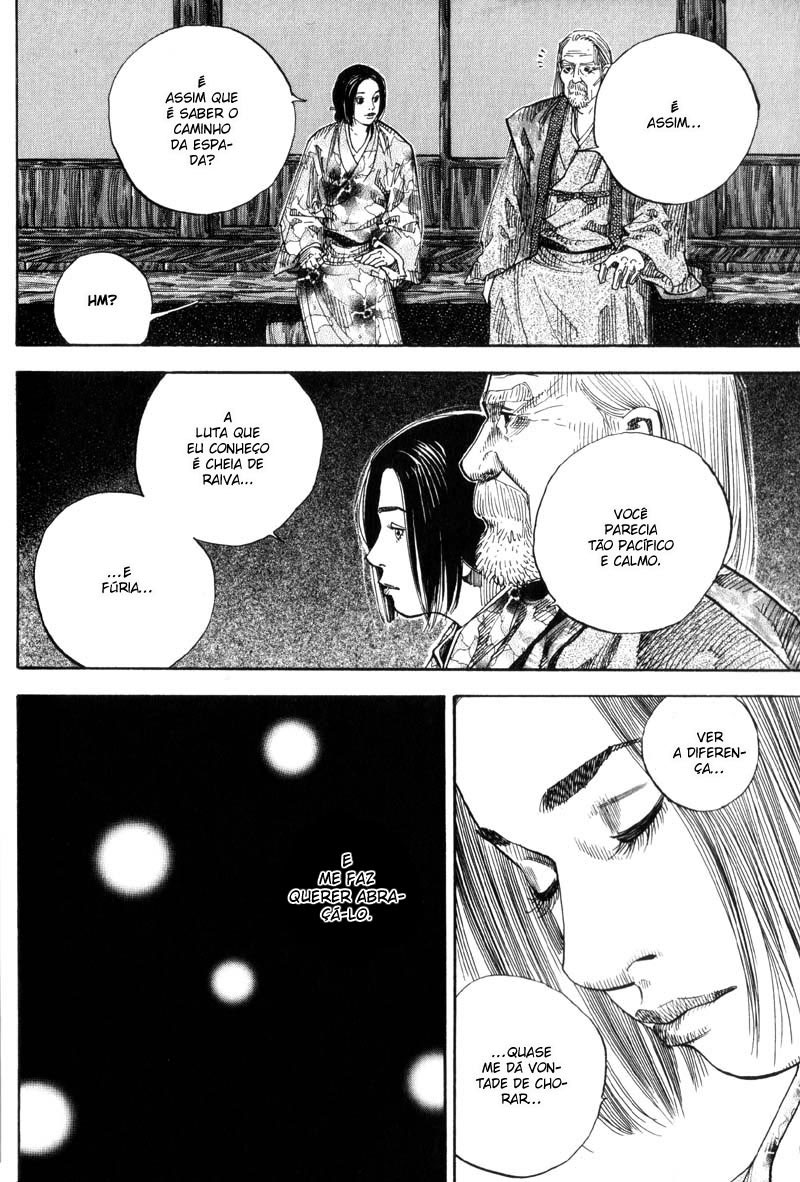 É
ASSIM...
É
ASSIM QUE
É SABER O
CAMINHO
DA ESPA-
DA?
HM?
VOCÊ
PARECIA
TÃO PACÍFICO
E CALMO.
A
LUTA QUE
EU CONHEÇO
É CHEIA DE
RAIVA...
...E
FÚRIA...
VER
A DIFEREN-
ÇA...
...QUASE
ME DÁ VON-
TADE DE CHO-
RAR...
E
ME FAZ
QUERER ABRA-
ÇÃ-LO.